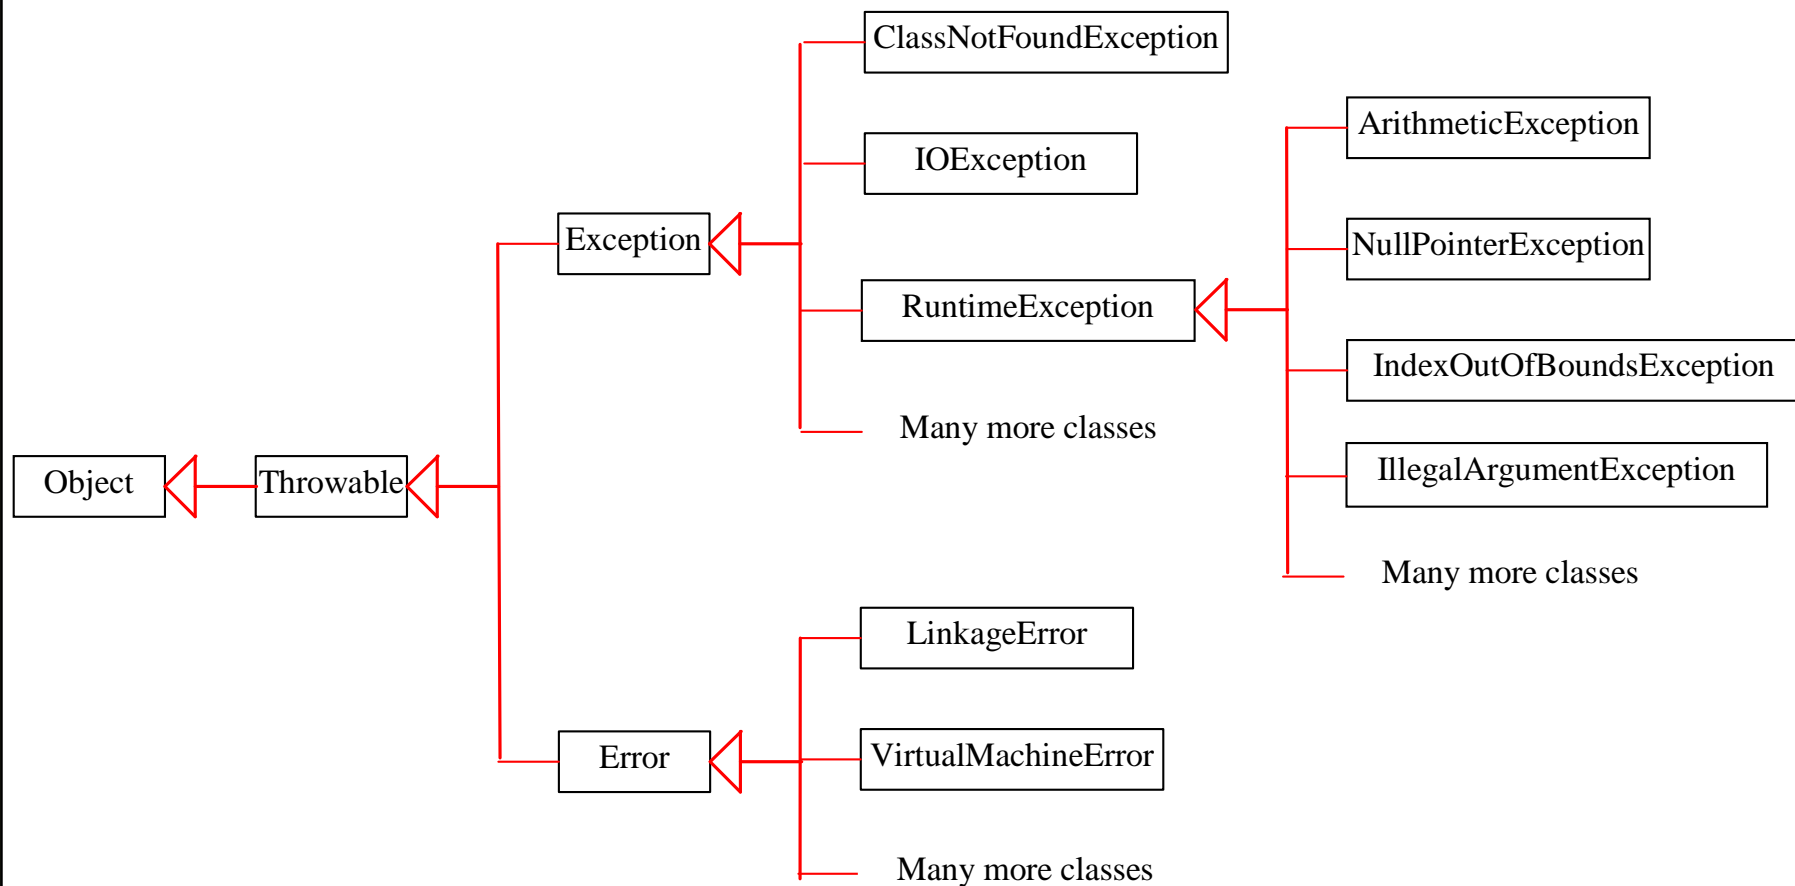 ClassNotFoundException
ArithmeticException
IOException
NullPointerException
Exception
RuntimeException
IndexOutOfBoundsException
Many more classes
IllegalArgumentException
Object
Throwable
Many more classes
LinkageError
Error
VirtualMachineError
Many more classes